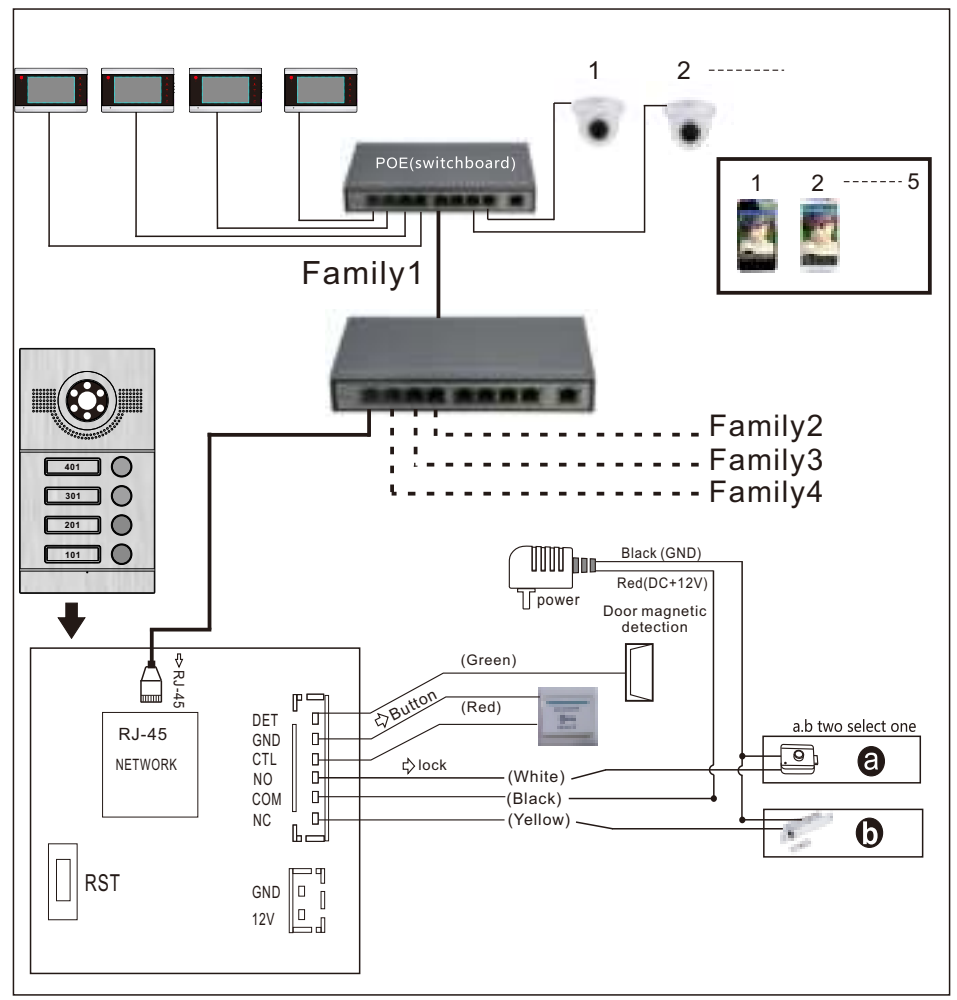 1
2
POE(switchboard)
1
2
5
Family1
Family2
Family3
Family4
401
301
201
101
Black (GND)
Red(DC+12V)
power
Door magnetic
detection
(Green)
RJ-45
Button
(Red)
DET
GND
CTL
NO
COM
NC
RJ-45
NETWORK
lock
(White)
(Black)
(Yellow)
a.b two select one
a
b
RST
GND
12V